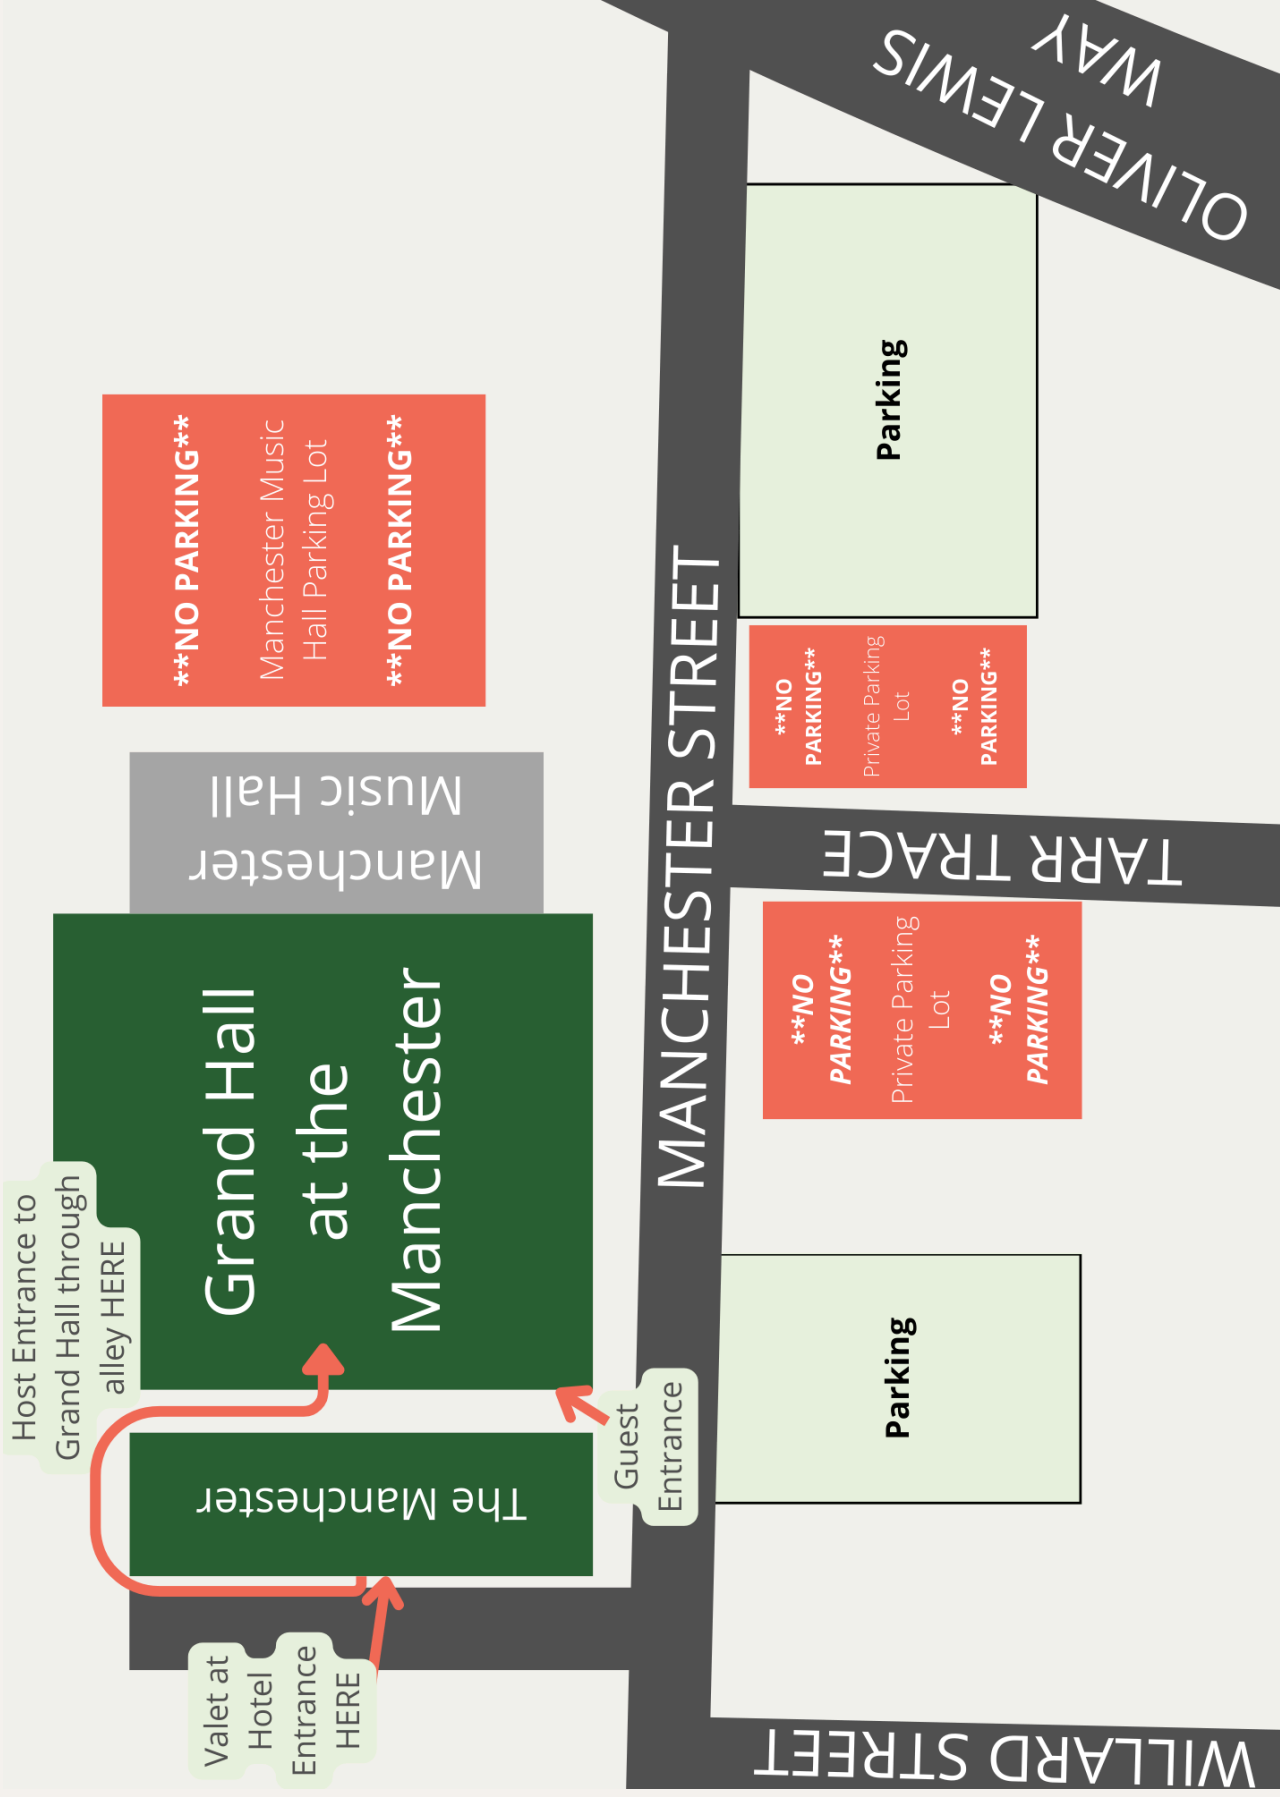 OLIVER LEWIS
WAY
**NO PARKING**
Manchester Music
Hall Parking Lot
**NO PARKING**
Parking
**NO
PARKING**
Private Parking
Lot
**NO
PARKING**
MANCHESTER STREET
Manchester
Music Hall
TARR TRACE
Grand Hall
at the
Manchester
**NO
PARKING**
Private Parking
Lot
**NO
PARKING**
Host Entrance to
Grand Hall through
alley HERE
Parking
Guest
Entrance
The Manchester
Valet at
Hotel
Entrance
HERE
WILLARD STREET